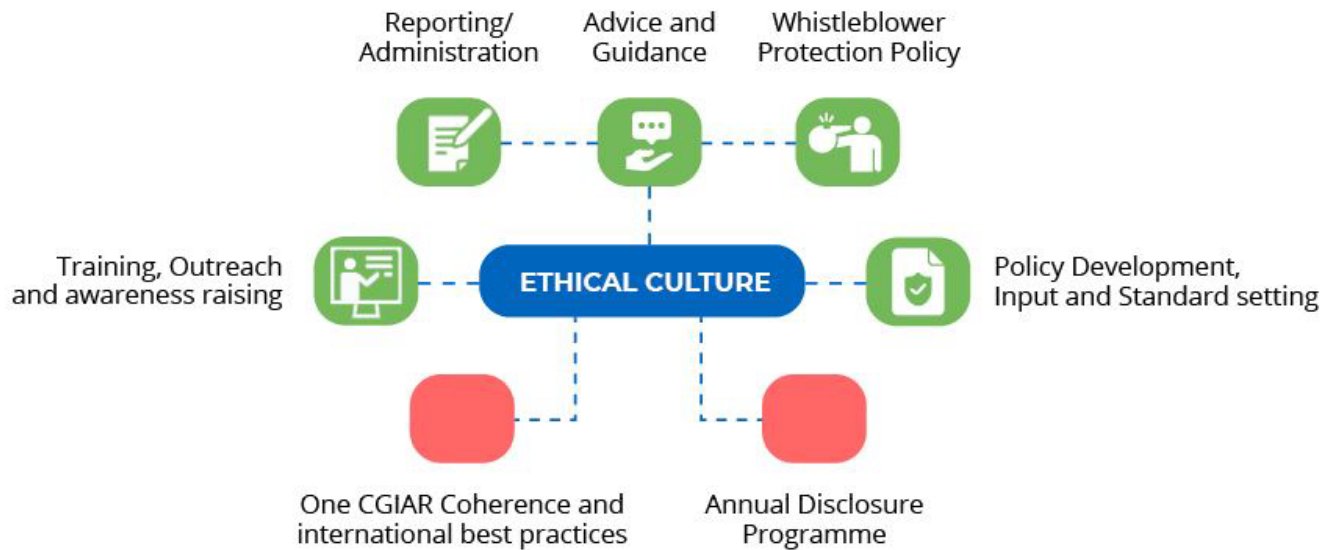 Reporting/
Administration
Advice and
Guidance
Whistleblower
Protection Policy
Training, Outreach
and awareness raising
ETHICAL CULTURE
Policy Development,
Input and Standard setting
One CGIAR Coherence and
international best practices
Annual Disclosure
Programme